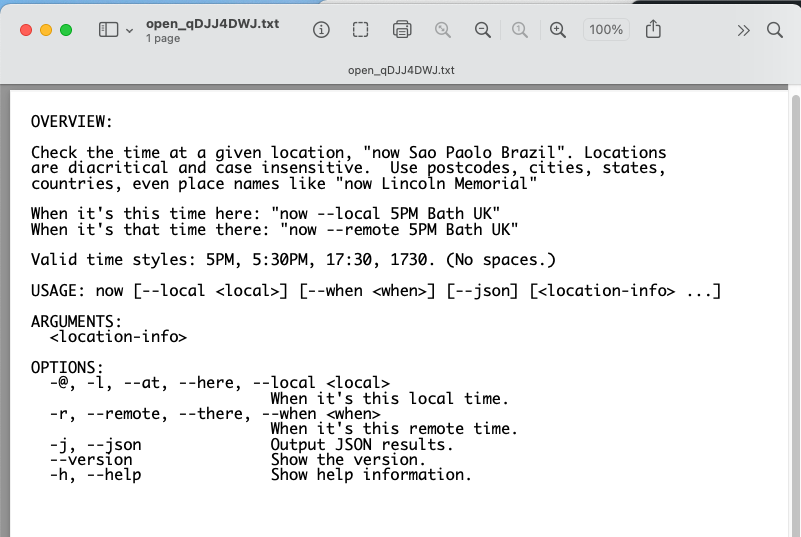 open_qDJJ4DWJ.txt
1 page
100%
open_qDJJ4DWJ.txt
OVERVIEW:
Check the time at a given location, "now Sao Paolo Brazil". Locations
are diacritical and case insensitive.  Use postcodes, cities, states,
countries, even place names like "now Lincoln Memorial"
When it's this time here: "now --local 5PM Bath UK"
When it's that time there: "now --remote 5PM Bath UK"
Valid time styles: 5PM, 5:30PM, 17:30, 1730. (No spaces.)
USAGE: now [--local <local>] [--when <when>] [--json] [<location-info> ...]
ARGUMENTS:
  <location-info>
OPTIONS:
  -@, -l, --at, --here, --local <local>
                          When it's this local time.
  -r, --remote, --there, --when <when>
                          When it's this remote time.
  -j, --json              Output JSON results.
  --version               Show the version.
  -h, --help              Show help information.